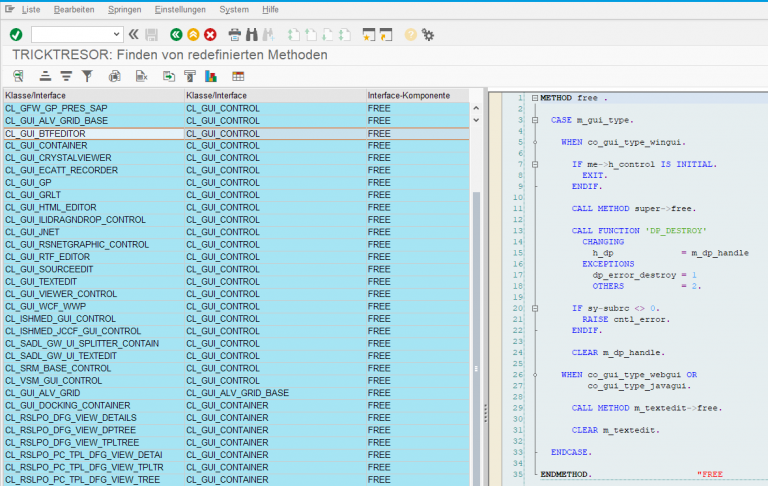 Liste Bearbeiten Springen Einstellungen System Hilfe
TRICKTRESOR: Finden von redefinierten Methoden
Klasse/Interface Klasse/Interface Interface-Komponente
CL_GFW_GP_PRES_SAP CL_GUI_CONTROL FREE
CL_GUI_ALV_GRID_BASE CL_GUI_CONTROL FREE
CL_GUI_BTFEDITOR CL_GUI_CONTROL FREE
CL_GUI_CONTAINER CL_GUI_CONTROL FREE
CL_GUI_CRYSTALVIEWER CL_GUI_CONTROL FREE
CL_GUI_ECATT_RECORDER CL_GUI_CONTROL FREE
CL_GUI_GP CL_GUI_CONTROL FREE
CL_GUI_GRLT CL_GUI_CONTROL FREE
CL_GUI_HTML_EDITOR CL_GUI_CONTROL FREE
CL_GUI_ILIDRAGNDROP_CONTROL CL_GUI_CONTROL FREE
CL_GUI_JNET CL_GUI_CONTROL FREE
CL_GUI_RSNETGRAPHIC_CONTROL CL_GUI_CONTROL FREE
CL_GUI_RTF_EDITOR CL_GUI_CONTROL FREE
CL_GUI_SOURCEEDIT CL_GUI_CONTROL FREE
CL_GUI_TEXTEDIT CL_GUI_CONTROL FREE
CL_GUI_VIEWER_CONTROL CL_GUI_CONTROL FREE
CL_GUI_WCF_WWP CL_GUI_CONTROL FREE
CL_ISHMED_GUI_CONTROL CL_GUI_CONTROL FREE
CL_ISHMED_JCCF_GUI_CONTROL CL_GUI_CONTROL FREE
CL_SADL_GW_UI_SPLITTER_CONTAIN CL_GUI_CONTROL FREE
CL_SADL_GW_UI_TEXTEDIT CL_GUI_CONTROL FREE
CL_SRM_BASE_CONTROL CL_GUI_CONTROL FREE
CL_VSM_GUI_CONTROL CL_GUI_CONTROL FREE
CL_GUI_ALV_GRID CL_GUI_ALV_GRID_BASE FREE
CL_GUI_DOCKING_CONTAINER CL_GUI_CONTAINER FREE
CL_RSLPO_DFG_VIEW_DETAILS CL_GUI_CONTAINER FREE
CL_RSLPO_DFG_VIEW_DPTREE CL_GUI_CONTAINER FREE
CL_RSLPO_DFG_VIEW_TPLTREE CL_GUI_CONTAINER FREE
CL_RSLPO_PC_TPL_DFG_VIEW_DETAI CL_GUI_CONTAINER FREE
CL_RSLPO_PC_TPL_DFG_VIEW_TPLTR CL_GUI_CONTAINER FREE
CL_RSLPO_PC_TPL_DFG_VIEW_TREE CL_GUI_CONTAINER FREE
1 METHOD free .
2
3 CASE m_gui_type.
4
5 WHEN co_gui_type_wingui.
6
7 IF me->h_control IS INITIAL.
8 EXIT.
9 ENDIF.
10
11 CALL METHOD super->free.
12
13 CALL FUNCTION 'DP_DESTROY'
14 CHANGING
15 h_dp = m_dp_handle
16 EXCEPTIONS
17 dp_error_destroy = 1
18 OTHERS = 2.
19
20 IF sy-subrc <> 0.
21 RAISE cntl_error.
22 ENDIF.
23
24 CLEAR m_dp_handle.
25
26 WHEN co_gui_type_webgui OR
27 co_gui_type_javagui.
28
29 CALL METHOD m_textedit->free.
30
31 CLEAR m_textedit.
32
33 ENDCASE.
34
35 ENDMETHOD. "FREE